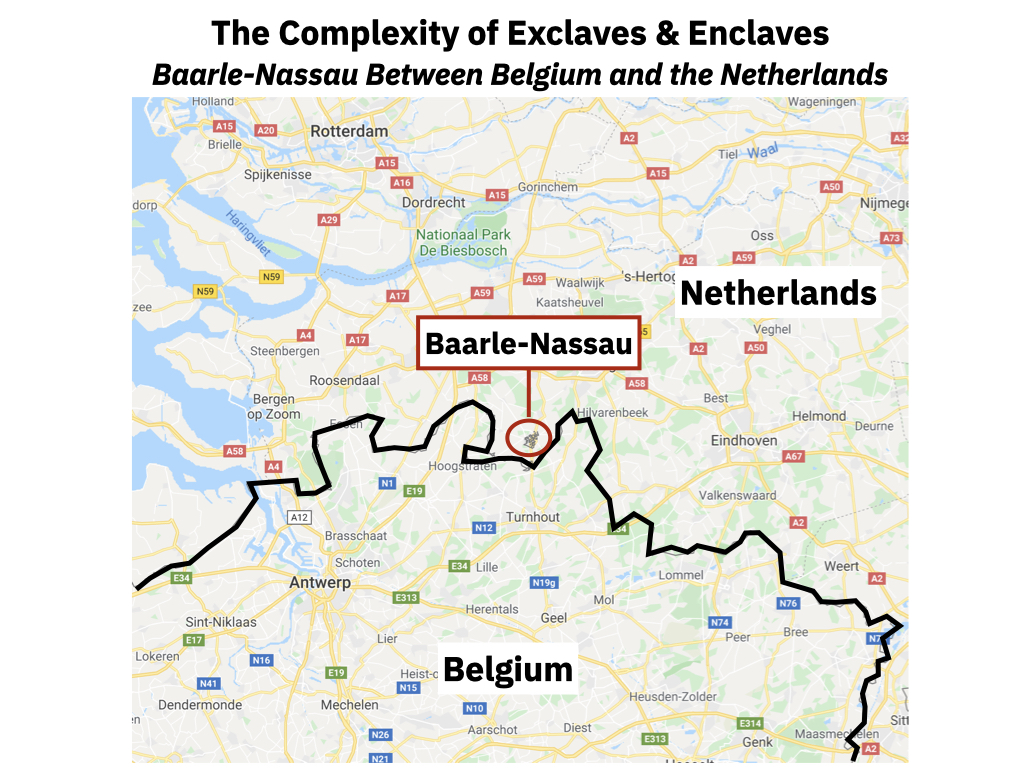 The Complexity of Exclaves & Enclaves
Baarle-Nassau Between Belgium and the Netherlands
Holland
Wageningen
A15
A20
Rotterdam
A2
A32
Brielle
Tiel
Waal
A15
Spijkenisse
A16
A15
A15
Gorinchem
A50
Dordrecht
Nijmege
dorp
A29
Haringvliet
Nationaal Park
De Biesbosch
Oss
A73
A2
A59
N59
A59
Waalwijk
's-Hertog
N59
A17
A59
Kaatsheuvel
Netherlands
zee
A4
A17
Baarle-Nassau
Veghel
Steenbergen
A2
A50
Roosendaal
A58
A58
Bergen
op Zoom
Best
Hilvarenbeek
Helmond
Essen
Deurne
Eindhoven
A58
A4
Hoogstraten
A67
N1
E19
Valkenswaard
A12
Turnhout
A2
N12
E34
Brasschaat
Schoten
E34
Lille
Weert
E34
Antwerp
N19g
Lommel
A2
E313
Mol
N76
Herentals
Geel
Sint-Niklaas
N74
Bree
E17
Lier
Peer
N7
Lokeren
N16
E19
Heist-o
Belgium
N41
N15
Heusden-Zolder
Dendermonde
Mechelen
N10
Sitt
en
N26
Aarschot
Diest
E314
Maasmechelen
E313
Genk
A2
N21